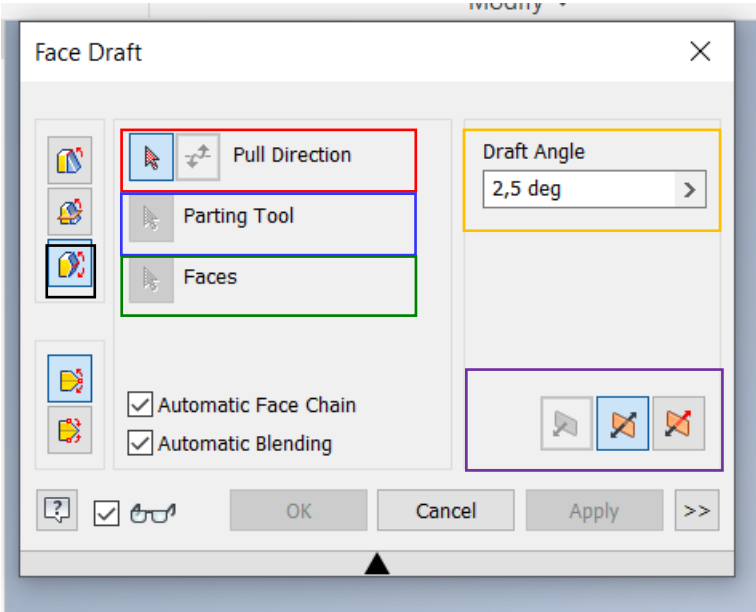 Modify
Face Draft
Pull Direction
Draft Angle
2,5 deg
>
Parting Tool
Faces
Automatic Face Chain
Automatic Blending
?
OK
Cancel
Apply
>>